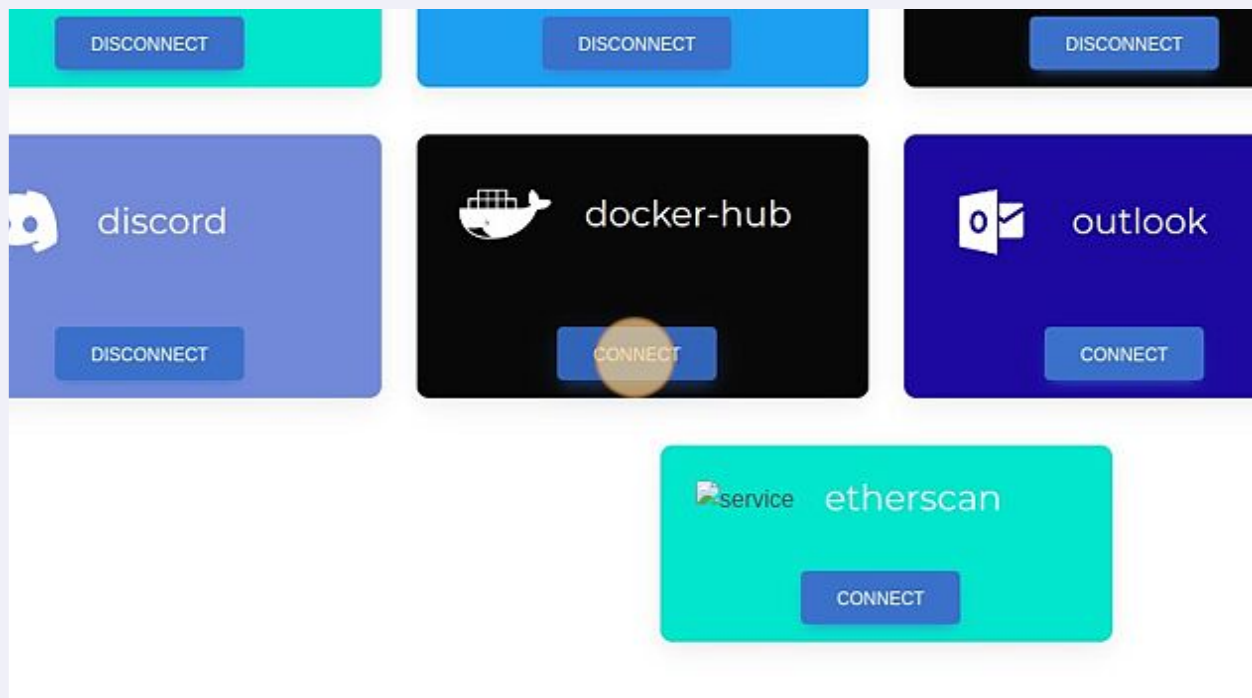 DISCONNECT DISCONNECT DISCONNECT
discord docker-hub outlook
DISCONNECT CONNECT CONNECT
service etherscan
CONNECT